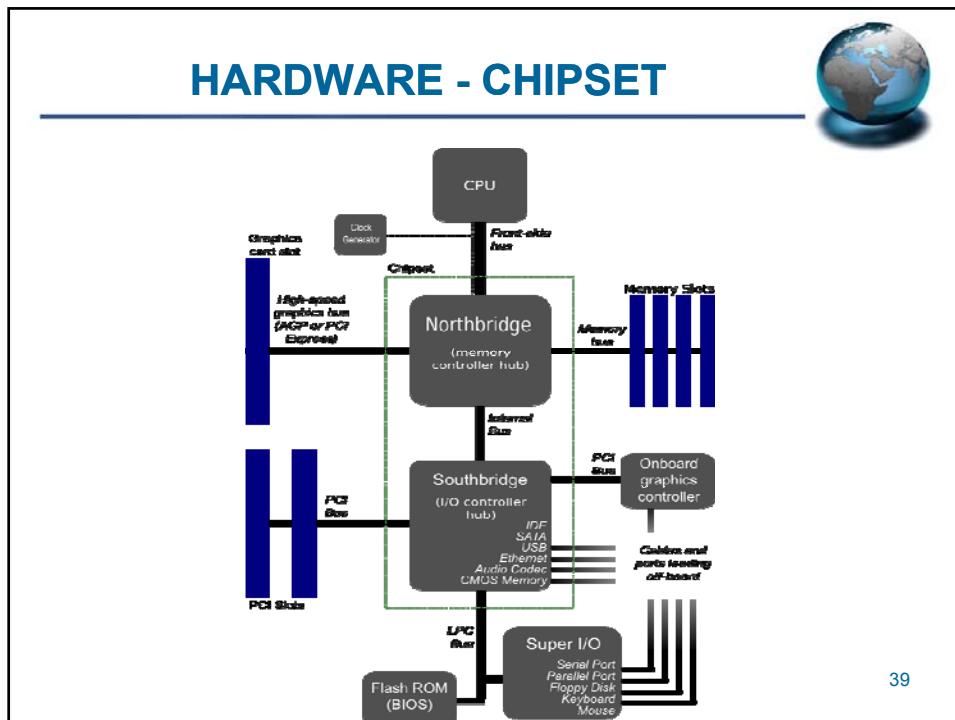 HARDWARE - CHIPSET
CPU
Clock
Generator
Front-side
bus
Graphics
card slot
Chipset
High-speed
graphics bus
(AGP or PCI
Express)
Northbridge
(memory
controller hub)
Memory
bus
Memory Slots
Internal
Bus
Southbridge
(I/O controller
hub)
PCI
Bus
Onboard
graphics
controller
PCI
Bus
IDE
SATA
USB
Ethernet
Audio Codec
CMOS Memory
Cables and
ports leading
off-board
PCI Slots
LPC
Bus
Super I/O
Serial Port
Parallel Port
Floppy Disk
Keyboard
Mouse
Flash ROM
(BIOS)
39